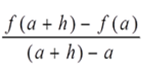 f(a + h) − f(a)
(a + h) − a